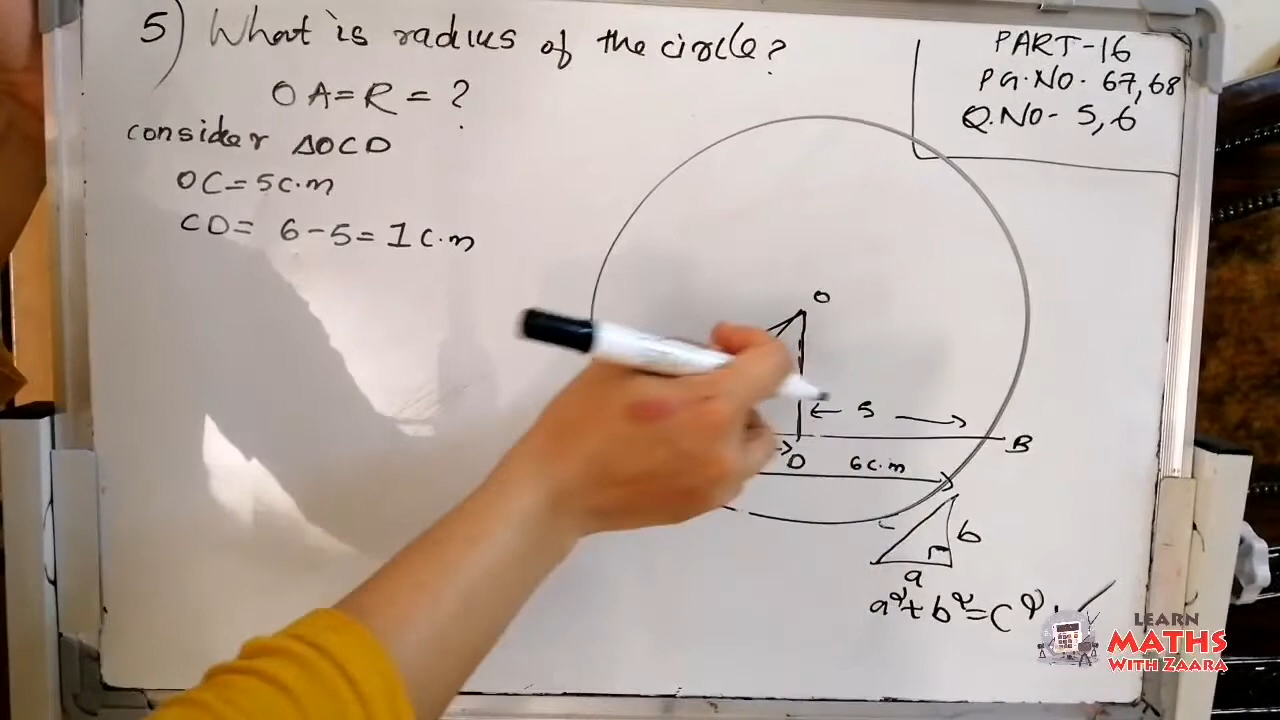 5) What is radius of the circle?
OA=R=?
consider ΔOCD
OC=5C.m
CD= 6-5=1C.m
PART-16
PG.NO. 67,68
Q.NO- 5,6
O
5
B
D
6C.m
b
a
a²+b²=C²
LEARN
MATHS
WITH ZAARA